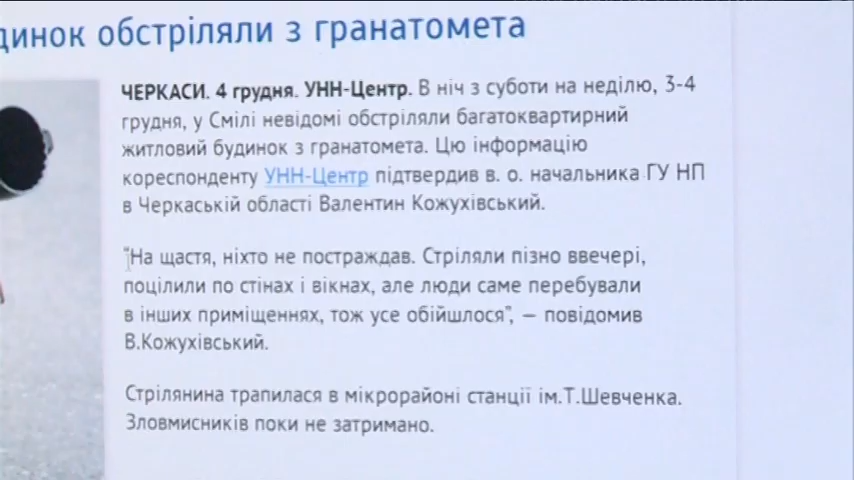 динок обстріляли з гранатомета
ЧЕРКАСИ. 4 грудня. УНН-Центр. В ніч з суботи на неділю, 3-4
грудня, у Смілі невідомі обстріляли багатоквартирний
житловий будинок з гранатомета. Цю інформацію
кореспонденту УНН-Центр підтвердив в. о. начальника ГУ НП
в Черкаській області Валентин Кожухівський.
"На щастя, ніхто не постраждав. Стріляли пізно ввечері,
поцілили по стінах і вікнах, але люди саме перебували
в інших приміщеннях, тож усе обійшлося", — повідомив
В.Кожухівський.
Стрілянина трапилася в мікрорайоні станції ім.Т.Шевченка.
Зловмисників поки не затримано.